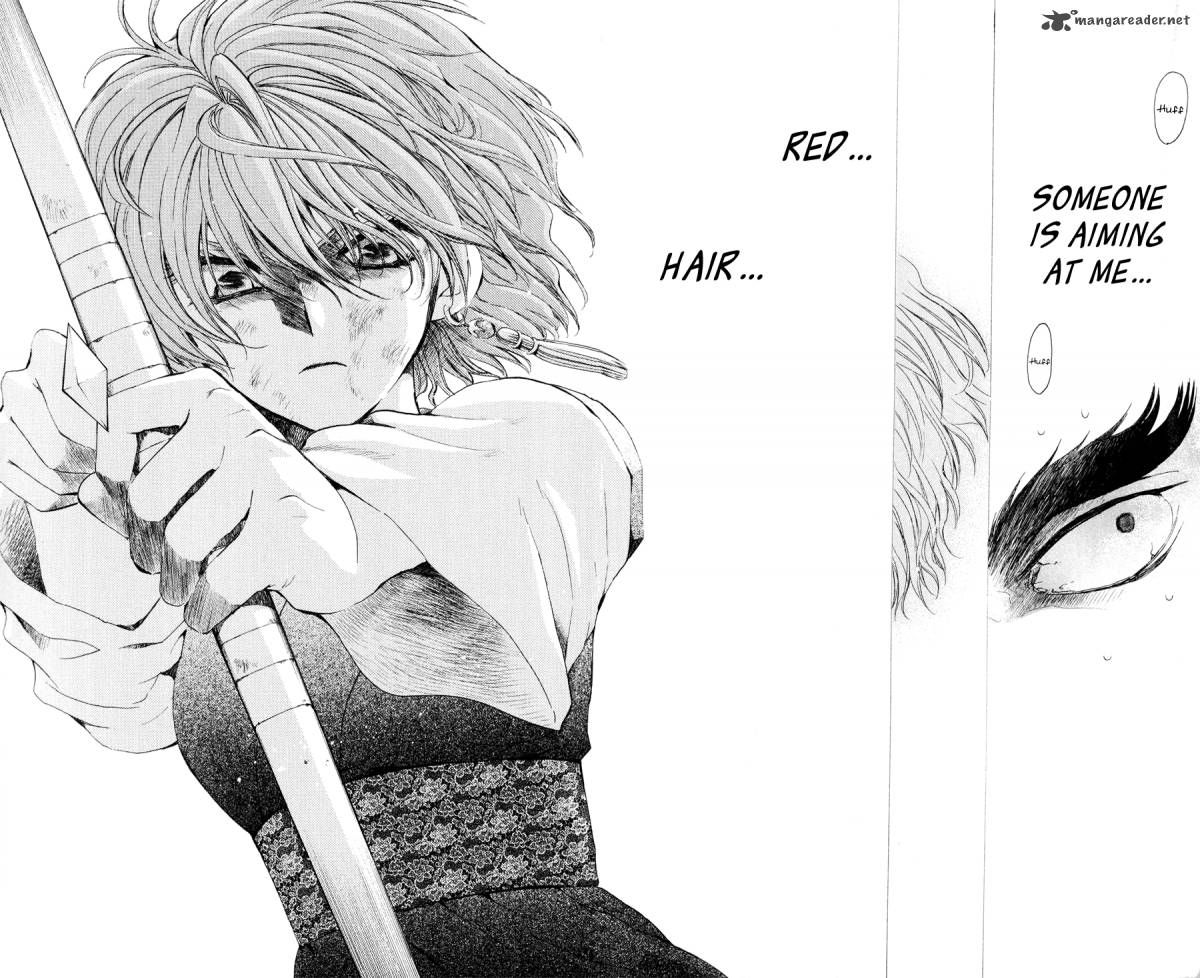 mangareader.net
Huff
SOMEONE
IS AIMING
AT ME...
Huff
RED...
HAIR...